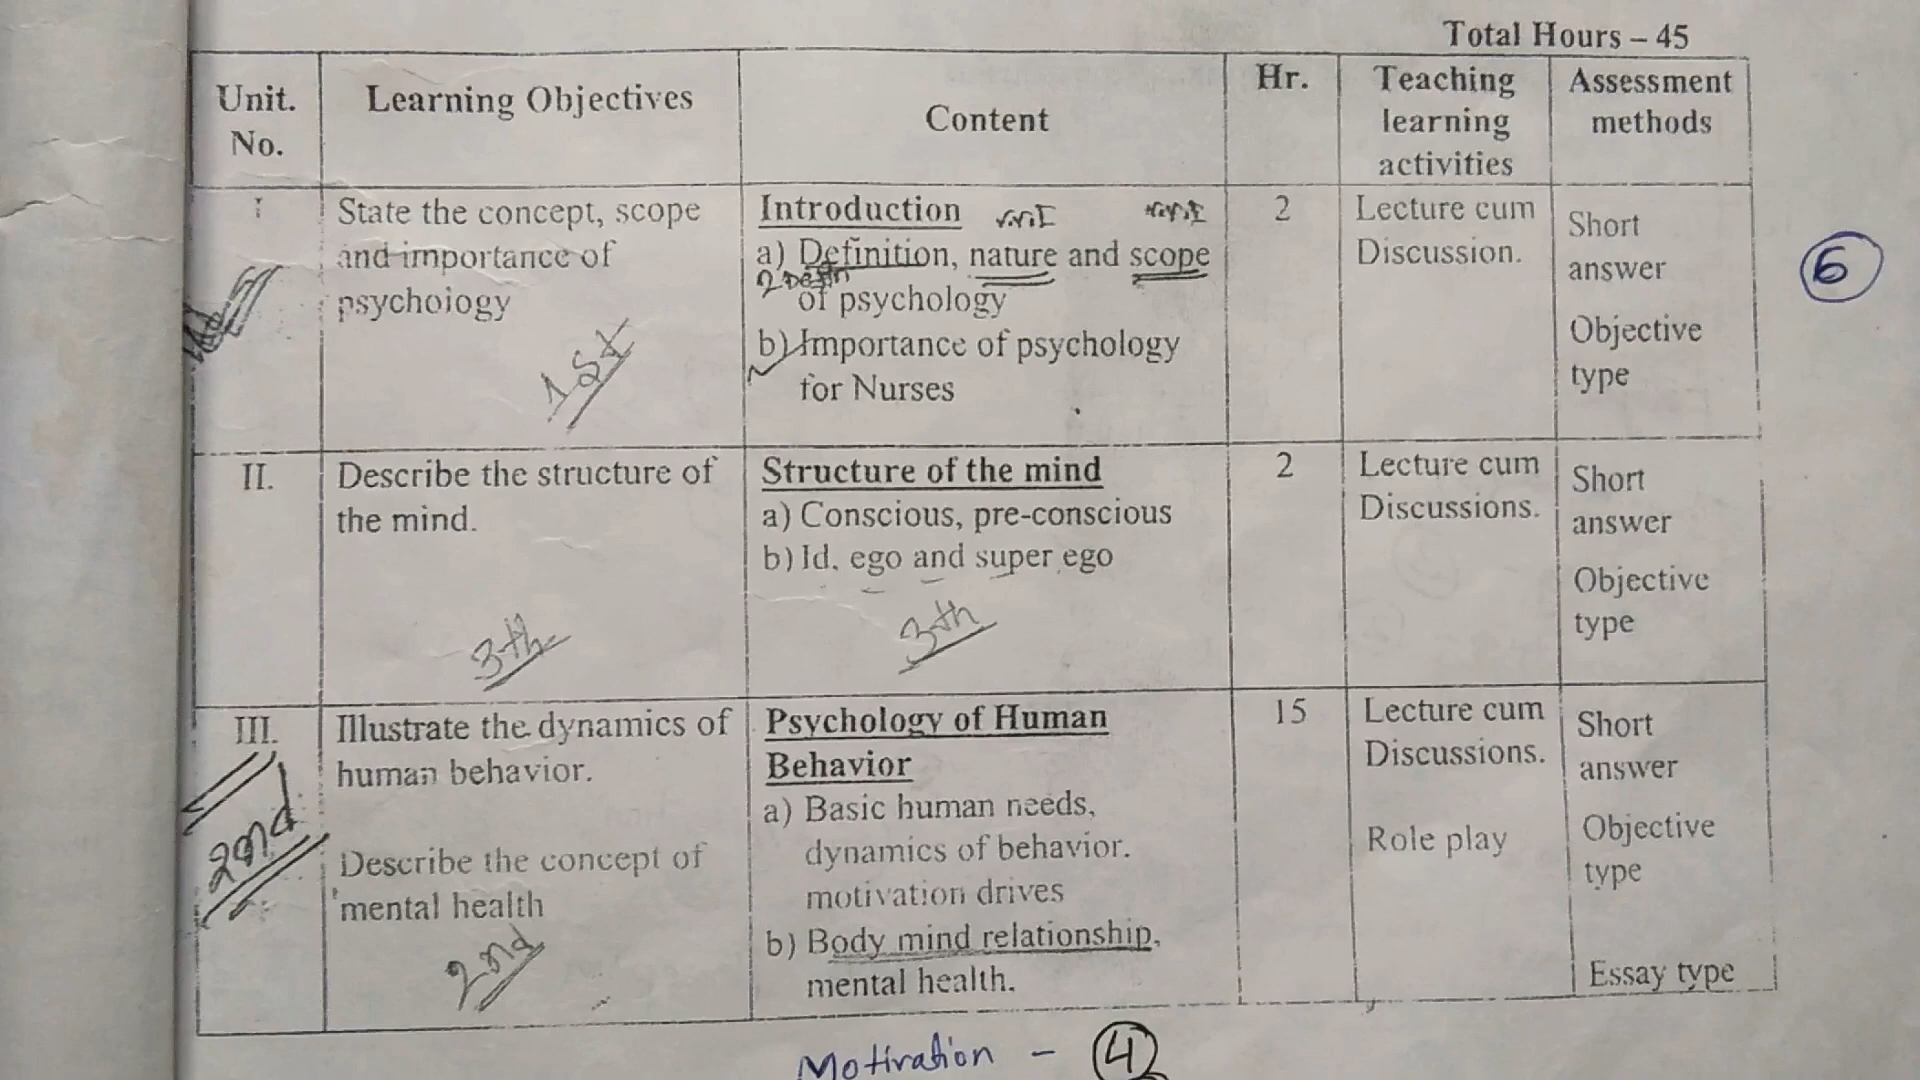 Total Hours – 45
Unit. No.
Learning Objectives
Content
Hr.
Teaching learning activities
Assessment methods
State the concept, scope
and importance of
psychology
1st
Introduction
a) Definition, nature and scope
of psychology
b) Importance of psychology
for Nurses
2
Lecture cum
Discussion.
Short
answer
Objective
type
6
II.
Describe the structure of
the mind.
3th
Structure of the mind
a) Conscious, pre-conscious
b) Id, ego and super ego
3th
2
Lecture cum
Discussions.
Short
answer
Objective
type
III.
2nd
Illustrate the dynamics of
human behavior.
Describe the concept of
mental health
2nd
Psychology of Human
Behavior
a) Basic human needs,
dynamics of behavior.
motivation drives
b) Body mind relationship,
mental health.
15
Lecture cum
Discussions.
Role play
Short
answer
Objective
type
Essay type
Motivation - 4